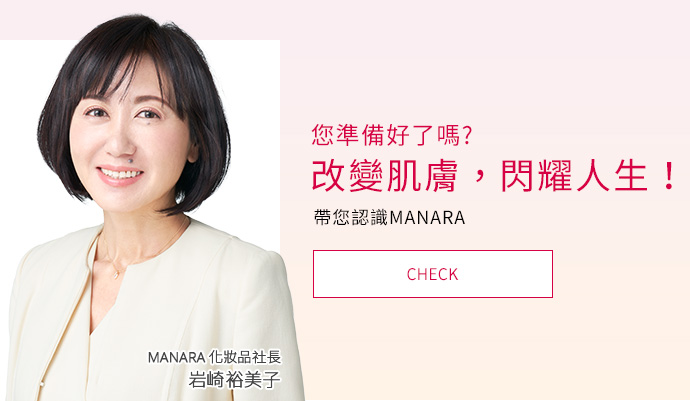 您準備好了嗎?
改變肌膚，閃耀人生！
帶您認識MANARA
CHECK
MANARA 化妝品社長
岩崎裕美子